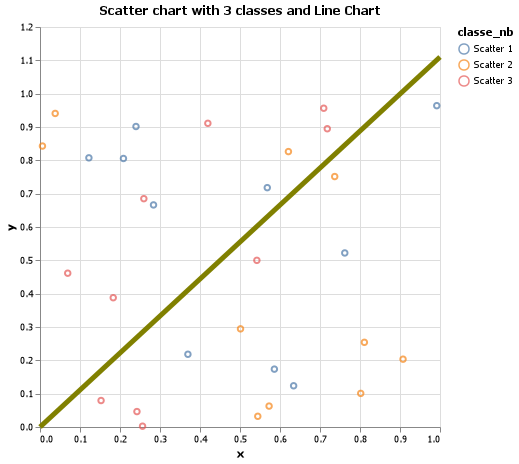 Scatter chart with 3 classes and Line Chart
classe_nb
Scatter 1
Scatter 2
Scatter 3
1.2
1.1
1.0
0.9
0.8
0.7
0.6
0.5
0.4
0.3
0.2
0.1
0.0
y
0.0 0.1 0.2 0.3 0.4 0.5 0.6 0.7 0.8 0.9 1.0
x